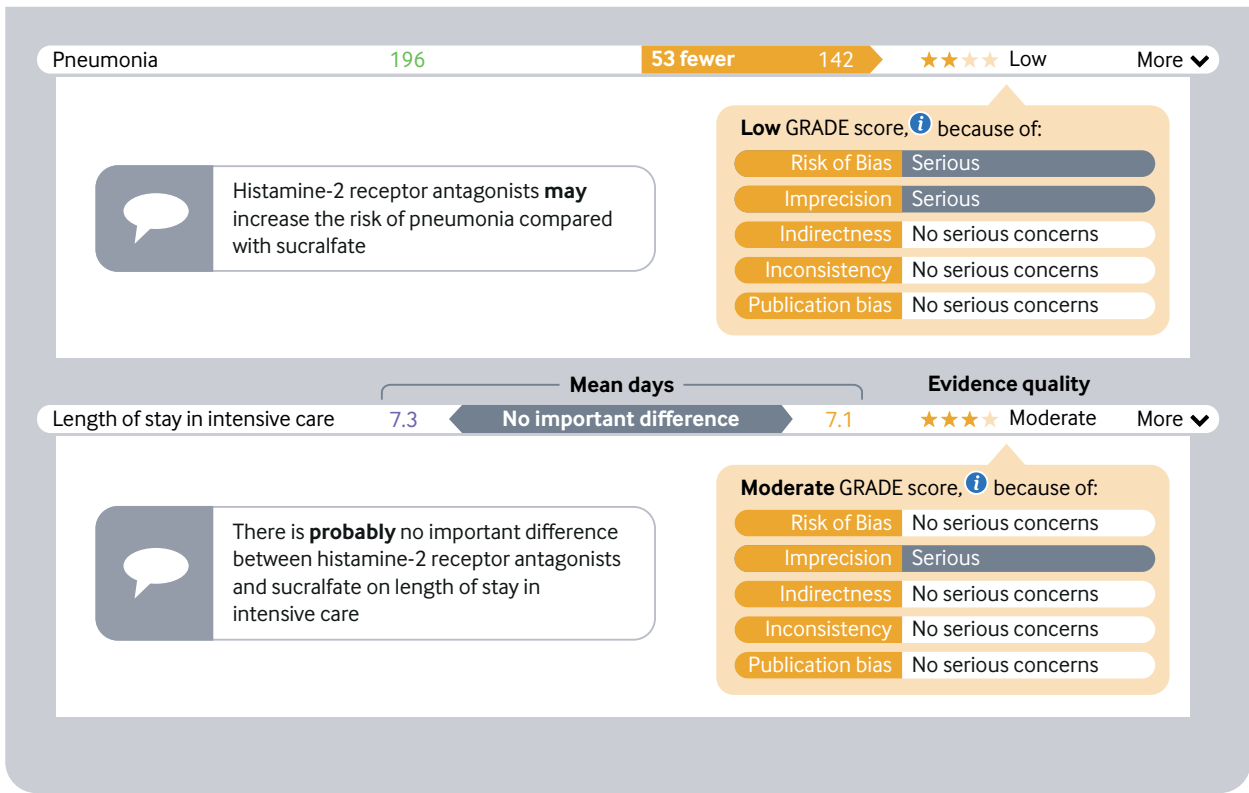 Pneumonia 196 53 fewer 142 Low More
Low GRADE score, i because of:
Risk of Bias Serious
Imprecision Serious
Indirectness No serious concerns
Inconsistency No serious concerns
Publication bias No serious concerns
Histamine-2 receptor antagonists may
increase the risk of pneumonia compared
with sucralfate
Mean days Evidence quality
Length of stay in intensive care 7.3 No important difference 7.1 Moderate More
Moderate GRADE score, i because of:
Risk of Bias No serious concerns
Imprecision Serious
Indirectness No serious concerns
Inconsistency No serious concerns
Publication bias No serious concerns
There is probably no important difference
between histamine-2 receptor antagonists
and sucralfate on length of stay in
intensive care